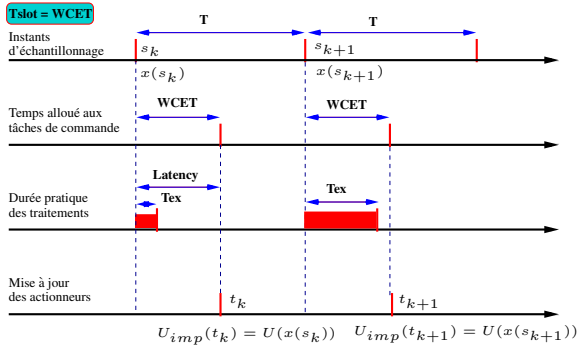 Tslot = WCET
T T
Instants
d'échantillonnage
s_k s_{k+1}
x(s_k) x(s_{k+1})
Temps alloué aux
tâches de commande
WCET WCET
Durée pratique
des traitements
Latency
Tex Tex
Mise à jour
des actionneurs
t_k t_{k+1}
U_{imp}(t_k) = U(x(s_k)) U_{imp}(t_{k+1}) = U(x(s_{k+1}))